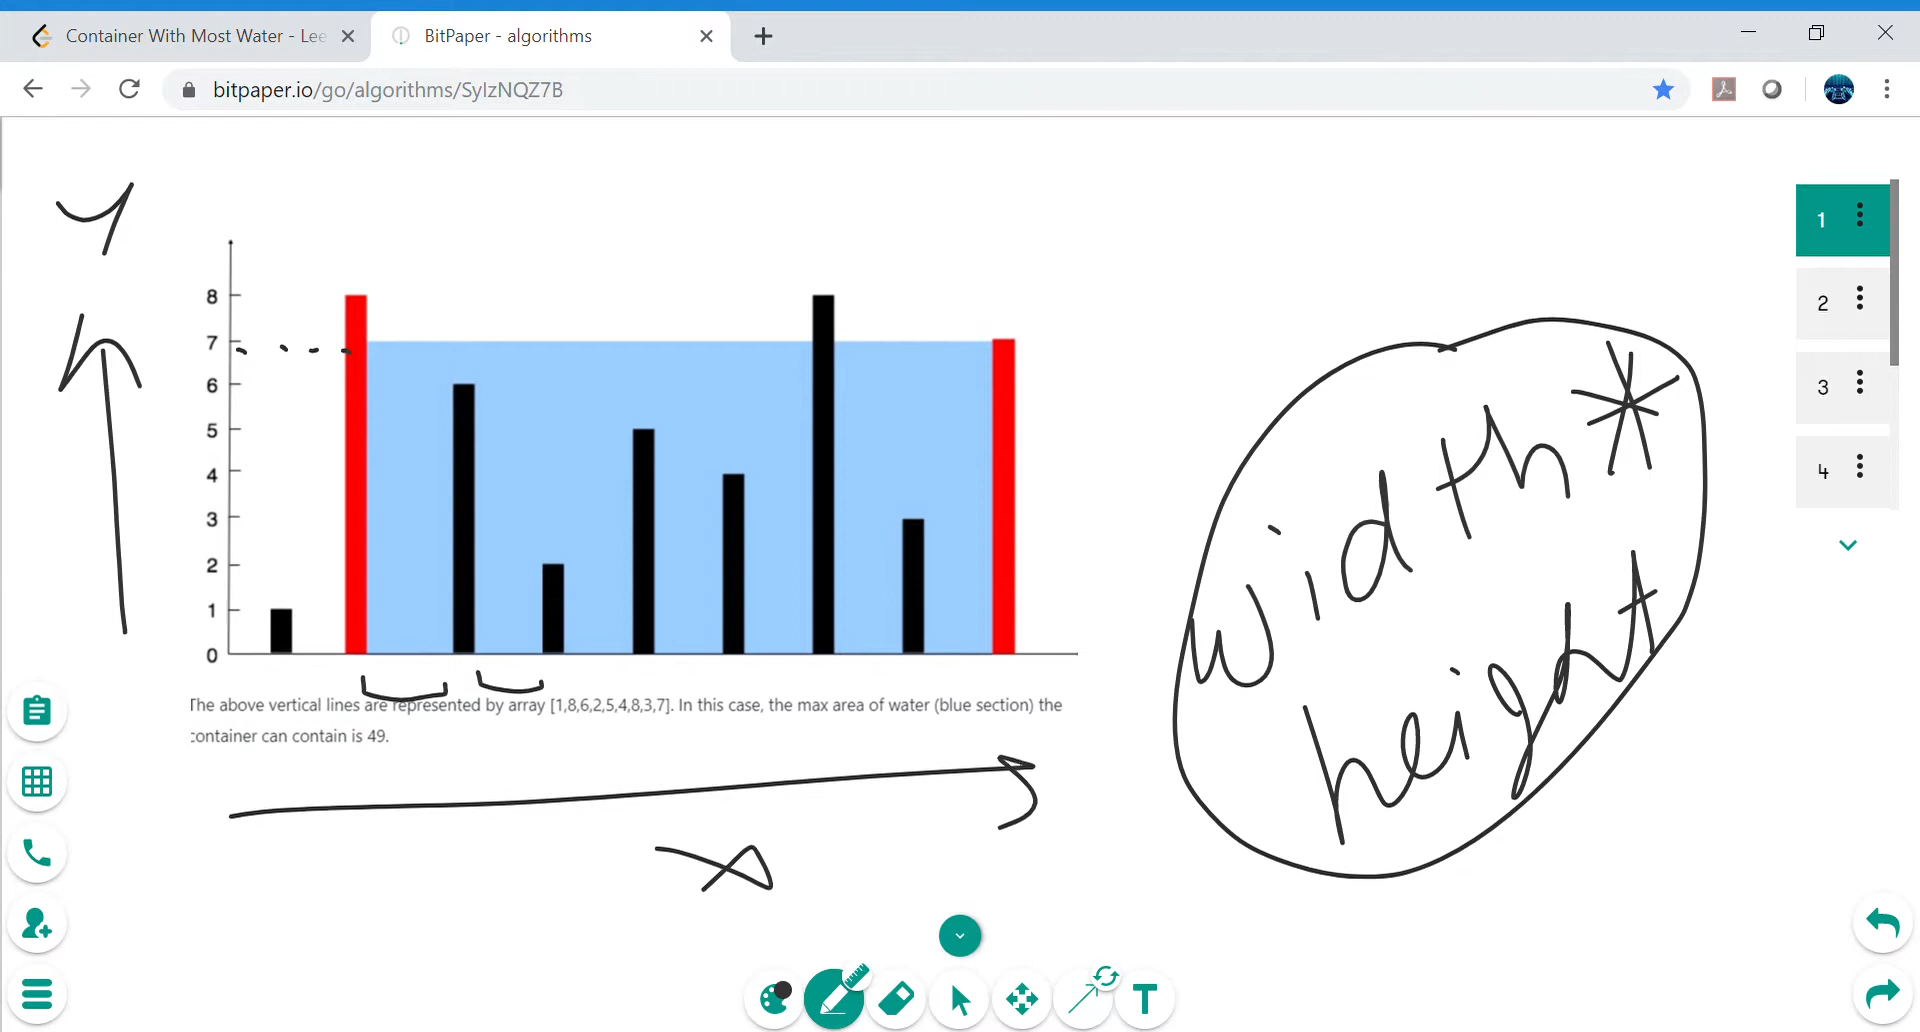 Container With Most Water - Lee
BitPaper - algorithms
bitpaper.io/go/algorithms/SyIzNQZ7B
Y
8
7
6
5
4
3
2
1
0
The above vertical lines are represented by array [1,8,6,2,5,4,8,3,7]. In this case, the max area of water (blue section) the
container can contain is 49.
X
width *
height
1
2
3
4
T